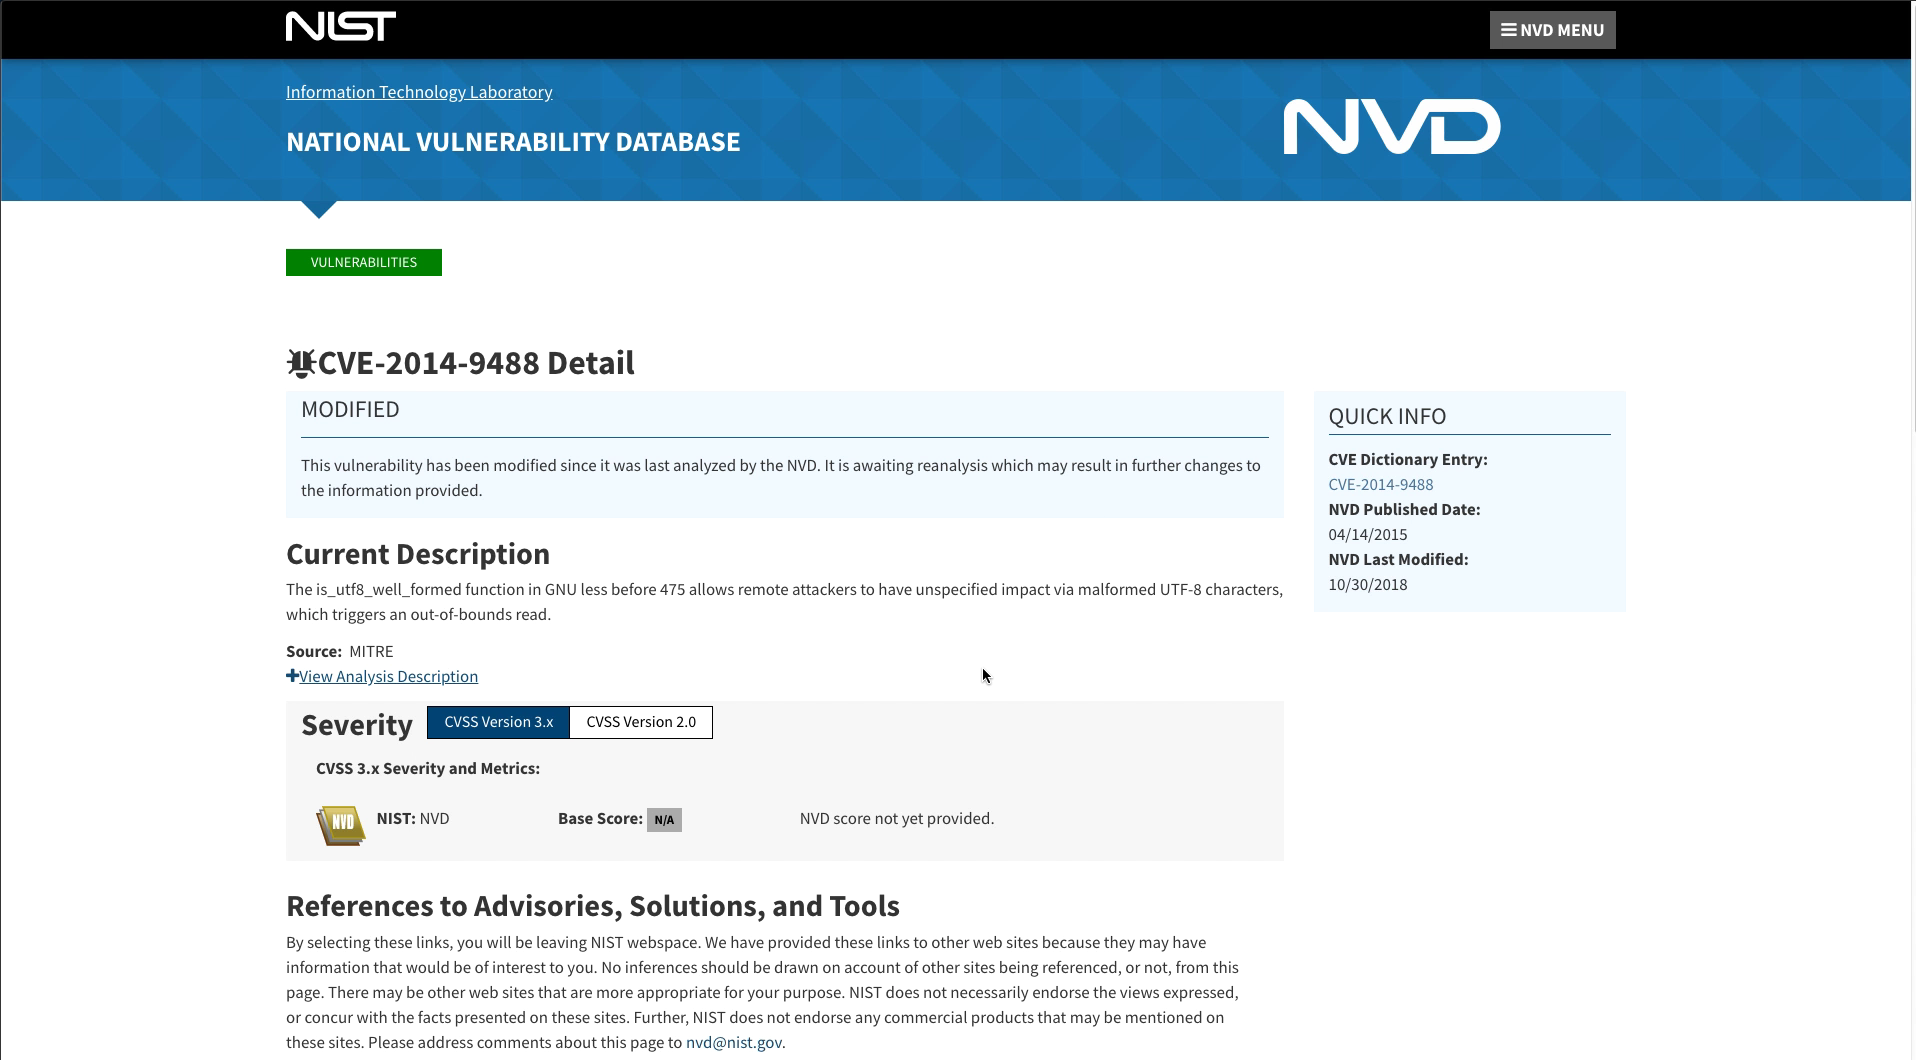 NIST
NVD MENU
Information Technology Laboratory
NATIONAL VULNERABILITY DATABASE
NVD
VULNERABILITIES
CVE-2014-9488 Detail
MODIFIED
This vulnerability has been modified since it was last analyzed by the NVD. It is awaiting reanalysis which may result in further changes to
the information provided.
Current Description
The is_utf8_well_formed function in GNU less before 475 allows remote attackers to have unspecified impact via malformed UTF-8 characters,
which triggers an out-of-bounds read.
Source: MITRE
View Analysis Description
Severity CVSS Version 3.x CVSS Version 2.0
CVSS 3.x Severity and Metrics:
NVD NIST: NVD Base Score: N/A NVD score not yet provided.
References to Advisories, Solutions, and Tools
By selecting these links, you will be leaving NIST webspace. We have provided these links to other web sites because they may have
information that would be of interest to you. No inferences should be drawn on account of other sites being referenced, or not, from this
page. There may be other web sites that are more appropriate for your purpose. NIST does not necessarily endorse the views expressed,
or concur with the facts presented on these sites. Further, NIST does not endorse any commercial products that may be mentioned on
these sites. Please address comments about this page to nvd@nist.gov.
QUICK INFO
CVE Dictionary Entry:
CVE-2014-9488
NVD Published Date:
04/14/2015
NVD Last Modified:
10/30/2018